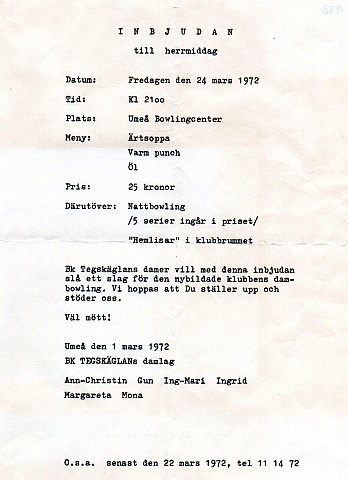 I N B J U D A N
till herrmiddag
Datum: Fredagen den 24 mars 1972
Tid: Kl 21oo
Plats: Umeå Bowlingcenter
Meny: Ärtsoppa
Varm punch
Öl
Pris: 25 kronor
Därutöver: Nattbowling
/5 serier ingår i priset/
"Hemlisar" i klubbrummet
Bk Tegskäglans damer vill med denna inbjudan
slå ett slag för den nybildade klubbens dam-
bowling. Vi hoppas att Du ställer upp och
stöder oss.
Väl mött!
Umeå den 1 mars 1972
BK TEGSKÄGLANs damlag
Ann-Christin Gun Ing-Mari Ingrid
Margareta Mona
O.s.a. senast den 22 mars 1972, tel 11 14 72